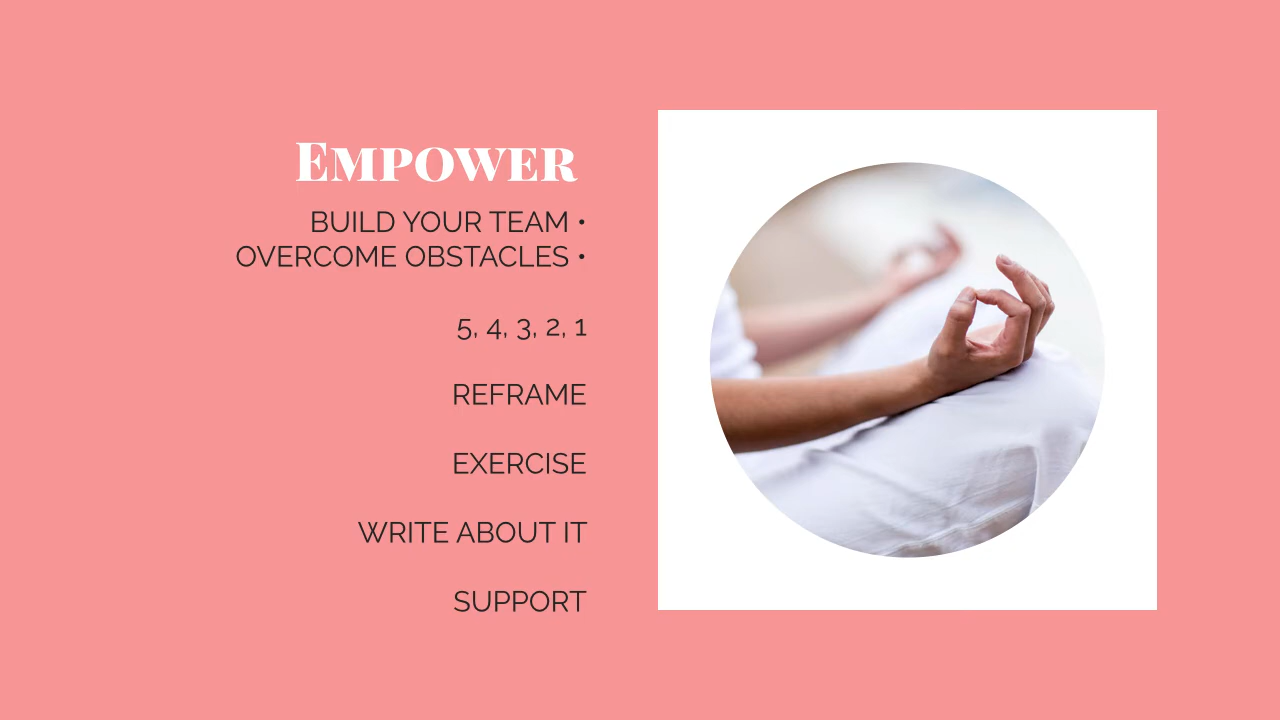 EMPOWER
BUILD YOUR TEAM •
OVERCOME OBSTACLES •
5, 4, 3, 2, 1
REFRAME
EXERCISE
WRITE ABOUT IT
SUPPORT